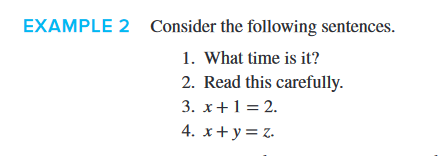 EXAMPLE 2 Consider the following sentences.
1. What time is it?
2. Read this carefully.
3. x + 1 = 2.
4. x + y = z.